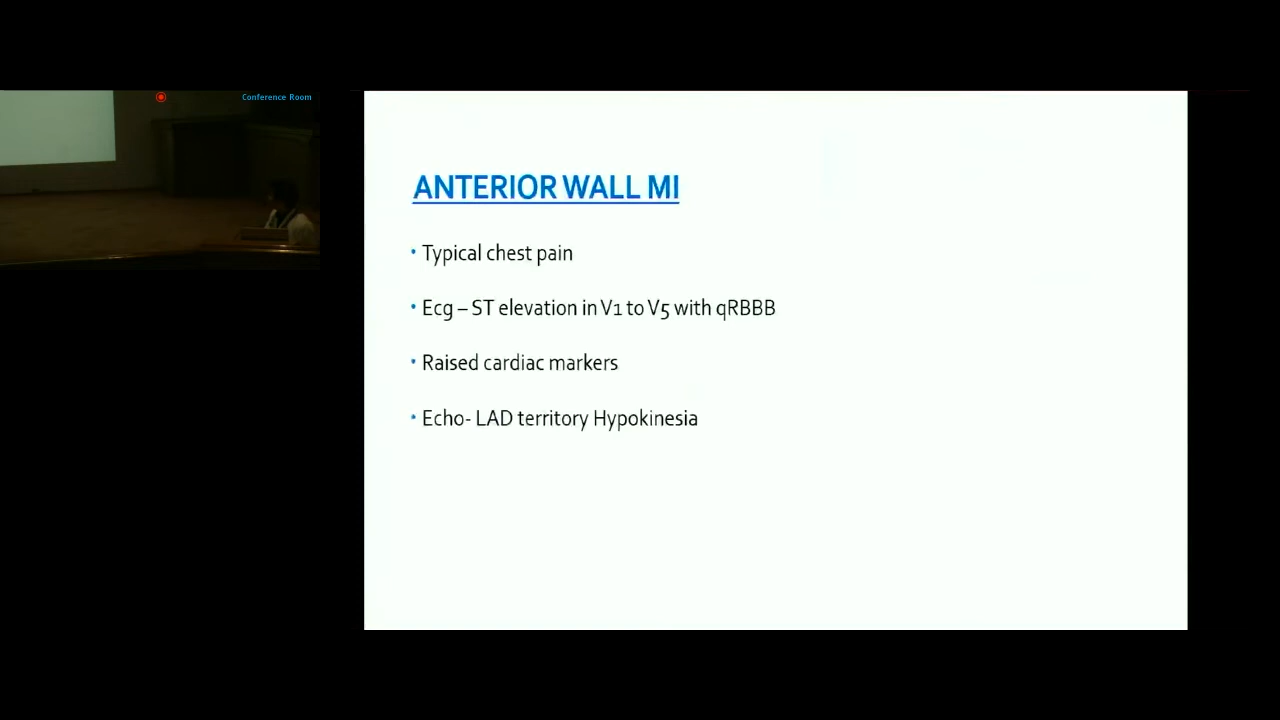 Conference Room
ANTERIOR WALL MI
• Typical chest pain
• Ecg – ST elevation in V1 to V5 with qRBBB
• Raised cardiac markers
• Echo- LAD territory Hypokinesia